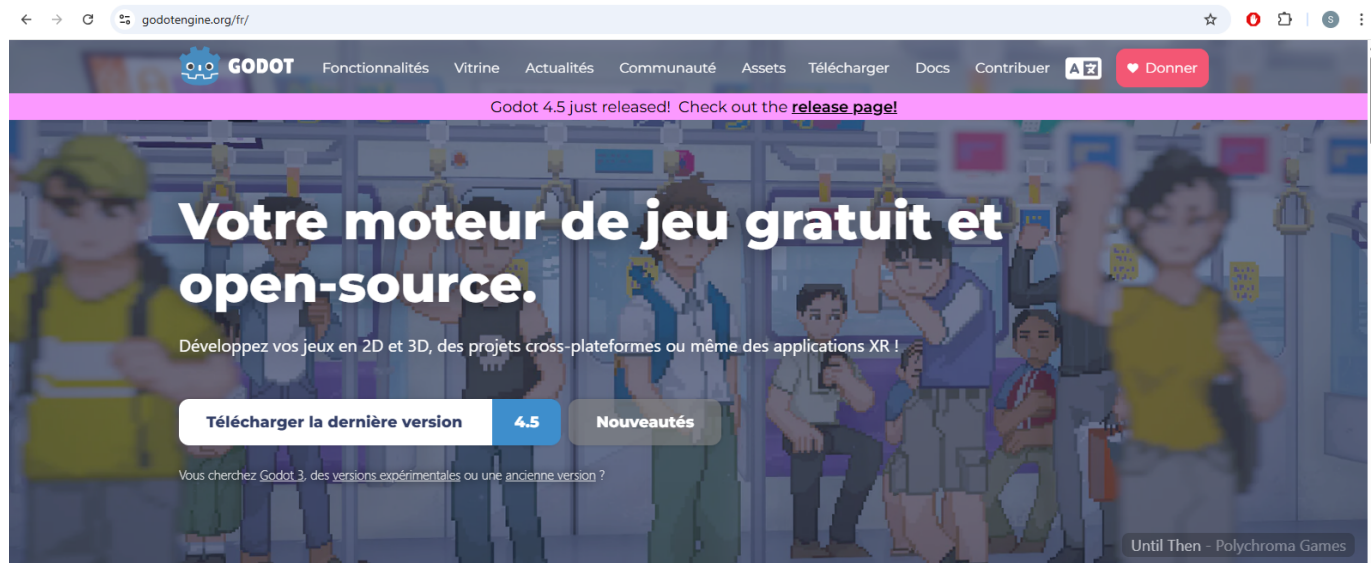 godotengine.org/fr/
S
GODOT Fonctionnalités Vitrine Actualités Communauté Assets Télécharger Docs Contribuer A文 Donner
Godot 4.5 just released! Check out the release page!
Votre moteur de jeu gratuit et
open-source.
Développez vos jeux en 2D et 3D, des projets cross-plateformes ou même des applications XR !
Télécharger la dernière version 4.5 Nouveautés
Vous cherchez Godot 3, des versions expérimentales ou une ancienne version ?
Until Then - Polychroma Games